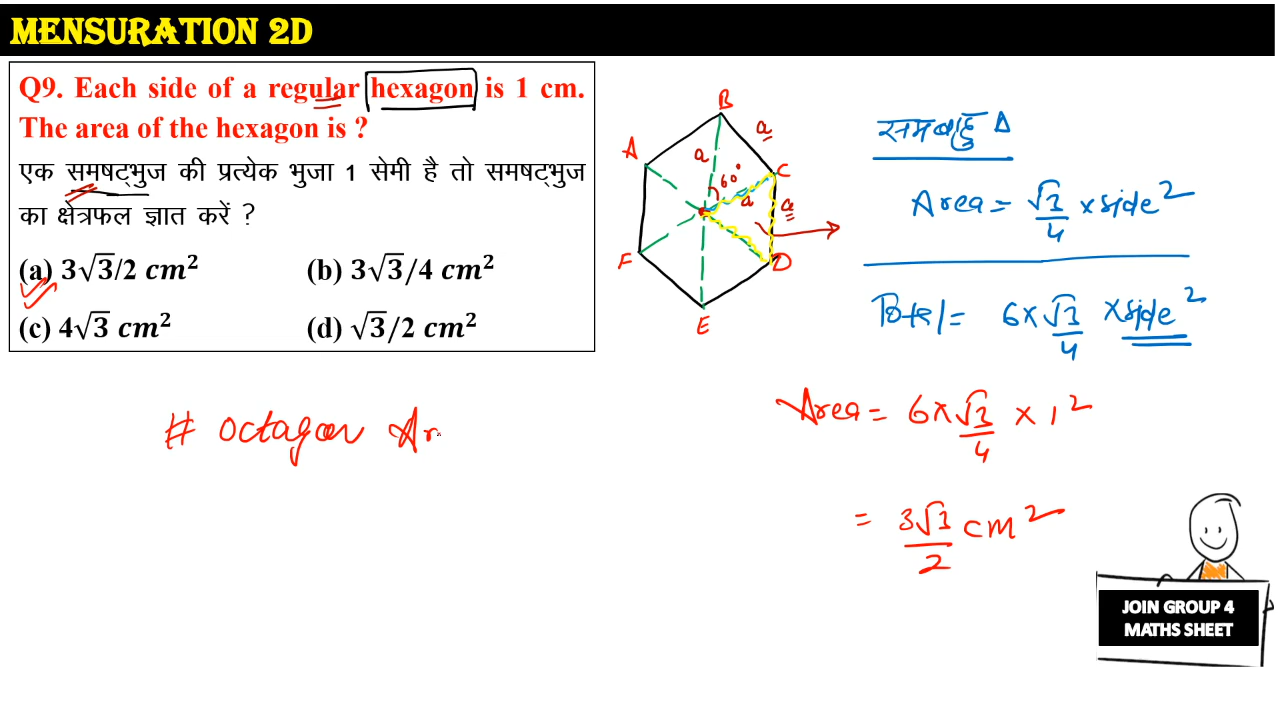 MENSURATION 2D
Q9. Each side of a regular hexagon is 1 cm.
The area of the hexagon is ?
एक समषट्भुज की प्रत्येक भुजा 1 सेमी है तो समषट्भुज
का क्षेत्रफल ज्ञात करें ?
(a) 3√3/2 cm² (b) 3√3/4 cm²
(c) 4√3 cm² (d) √3/2 cm²
A B C D E F
a a a a 60°
समबाहु Δ
Area = √3/4 × side²
Total = 6×√3/4 × side²
Area = 6×√3/4 × 1²
= 3√3/2 cm²
# octagon Ar
JOIN GROUP 4
MATHS SHEET